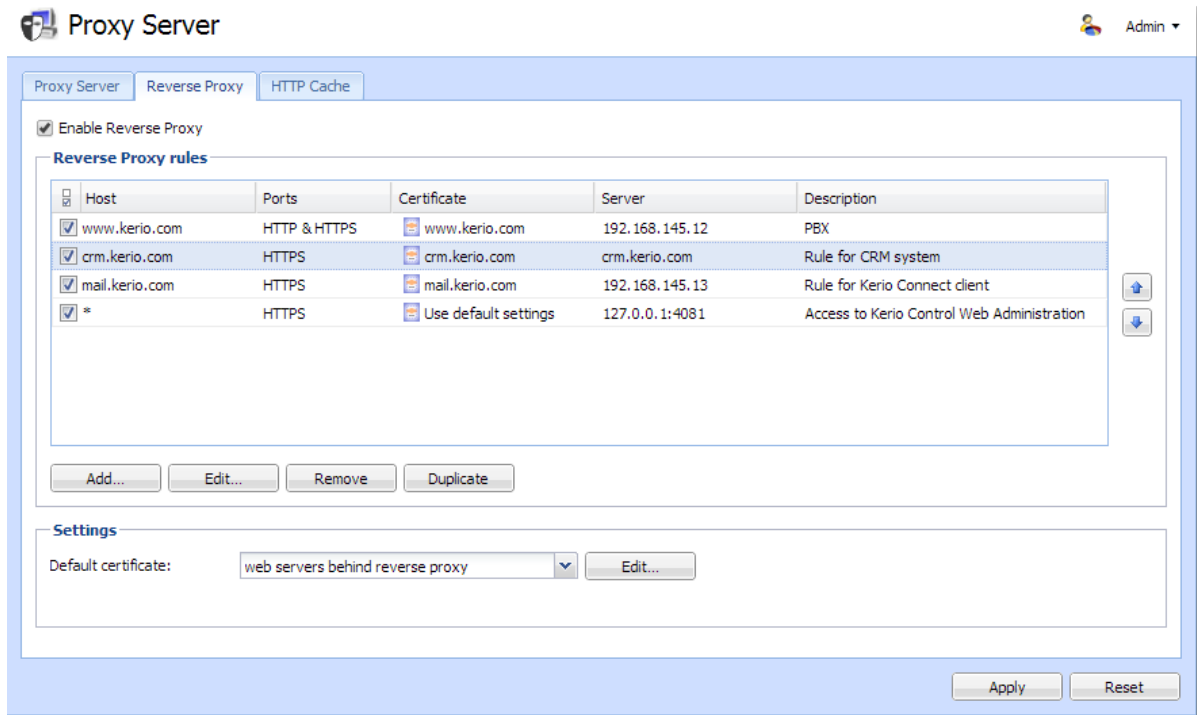 Proxy Server
Admin
Proxy Server Reverse Proxy HTTP Cache
Enable Reverse Proxy
Reverse Proxy rules
Host Ports Certificate Server Description
www.kerio.com HTTP & HTTPS www.kerio.com 192.168.145.12 PBX
crm.kerio.com HTTPS crm.kerio.com crm.kerio.com Rule for CRM system
mail.kerio.com HTTPS mail.kerio.com 192.168.145.13 Rule for Kerio Connect client
* HTTPS Use default settings 127.0.0.1:4081 Access to Kerio Control Web Administration
Add... Edit... Remove Duplicate
Settings
Default certificate: web servers behind reverse proxy Edit...
Apply Reset